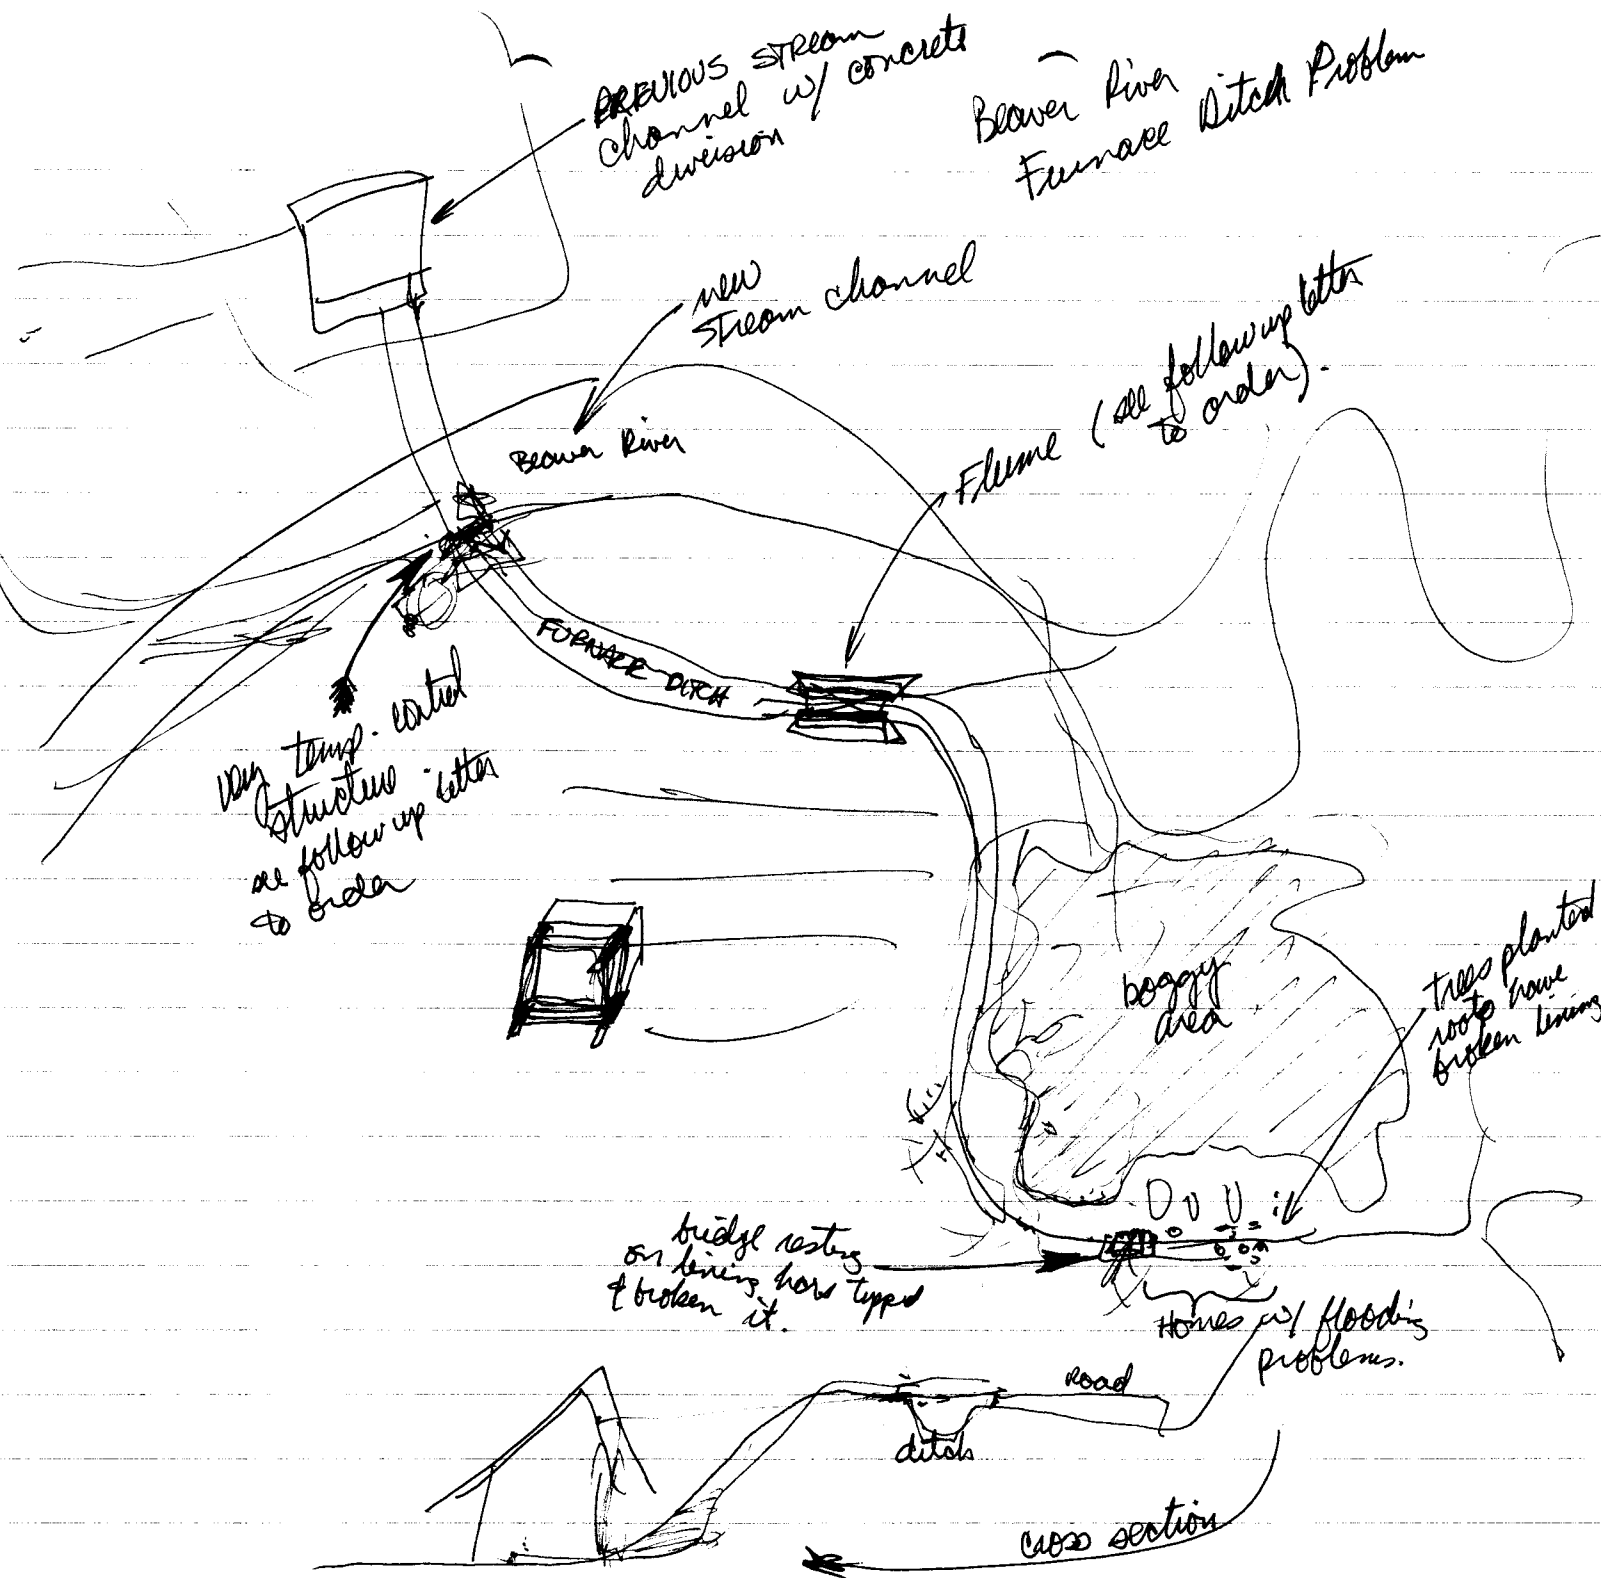 PREVIOUS STREAM
channel w/ concrete
division
Beaver River
Furnace Ditch Problem
new
stream channel
Beaver River
Flume (see follow up letter
to order).
FURNACE DITCH
very temp. control
structure -
see follow up letter
to order
boggy
area
trees planted
roots have
broken lining
bridge resting
on lining have tipped
& broken it.
Homes w/ flooding
problems.
Road
ditch
cross section